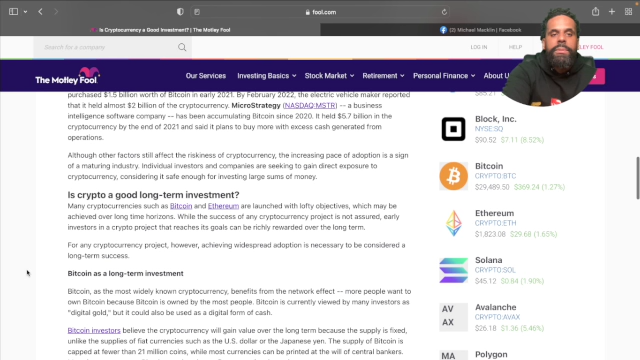 fool.com
Is Cryptocurrency a Good Investment? | The Motley Fool
(2) Michael Macklin | Facebook
Search for a company
LOG IN
HELP
The Motley Fool
Our Services
Investing Basics
Stock Market
Retirement
Personal Finance
About U
purchased $1.5 billion worth of Bitcoin in early 2021. By February 2022, the electric vehicle maker reported
that it held almost $2 billion of the cryptocurrency. MicroStrategy (NASDAQ:MSTR) -- a business
intelligence software company -- has been accumulating Bitcoin since 2020. It held $5.7 billion in the
cryptocurrency by the end of 2021 and said it plans to buy more with excess cash generated from
operations.
Although other factors still affect the riskiness of cryptocurrency, the increasing pace of adoption is a sign
of a maturing industry. Individual investors and companies are seeking to gain direct exposure to
cryptocurrency, considering it safe enough for investing large sums of money.
Is crypto a good long-term investment?
Many cryptocurrencies such as Bitcoin and Ethereum are launched with lofty objectives, which may be
achieved over long time horizons. While the success of any cryptocurrency project is not assured, early
investors in a crypto project that reaches its goals can be richly rewarded over the long term.
For any cryptocurrency project, however, achieving widespread adoption is necessary to be considered a
long-term success.
Bitcoin as a long-term investment
Bitcoin, as the most widely known cryptocurrency, benefits from the network effect -- more people want to
own Bitcoin because Bitcoin is owned by the most people. Bitcoin is currently viewed by many investors as
"digital gold," but it could also be used as a digital form of cash.
Bitcoin investors believe the cryptocurrency will gain value over the long term because the supply is fixed,
unlike the supplies of fiat currencies such as the U.S. dollar or the Japanese yen. The supply of Bitcoin is
capped at fewer than 21 million coins, while most currencies can be printed at the will of central bankers.
Block, Inc.
NYSE:SQ
$90.52 $7.11 (8.52%)
Bitcoin
CRYPTO:BTC
$29,489.50 $369.24 (1.27%)
Ethereum
CRYPTO:ETH
$1,823.08 $29.68 (1.65%)
Solana
CRYPTO:SOL
$45.12 $0.84 (1.90%)
AV
AX
Avalanche
CRYPTO:AVAX
$26.18 $1.36 (5.46%)
Polygon